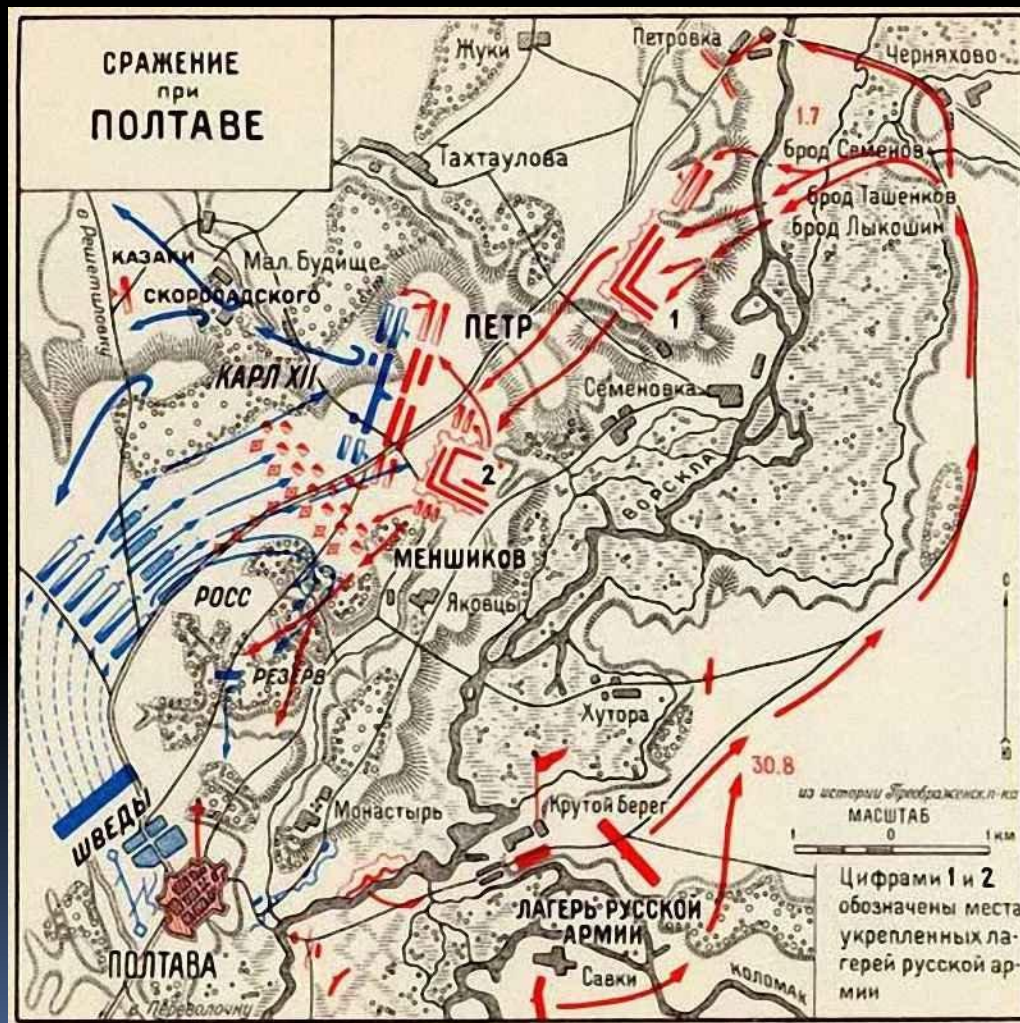 СРАЖЕНИЕ
при
ПОЛТАВЕ
Жуки
Петровка
Черняхово
1.7
Тахтаулова
брод Семенов
брод Ташенков
брод Лыкошин
в Решетиловку
КАЗАКИ
СКОРОПАДСКОГО
Мал. Будище
ПЕТР
1
КАРЛ XII
Семеновка
2
ВОРСКЛА
МЕНШИКОВ
РОСС
Яковцы
РЕЗЕРВ
С
Ю
Хутора
30.8
ШВЕДЫ
Монастырь
Крутой Берег
из истории Преображенск. п-ка
МАСШТАБ
1 0 1 км
ЛАГЕРЬ РУССКОЙ
АРМИИ
ПОЛТАВА
Савки
КОЛОМАК
в Переволочну
Цифрами 1 и 2
обозначены места
укрепленных ла-
герей русской ар-
мии